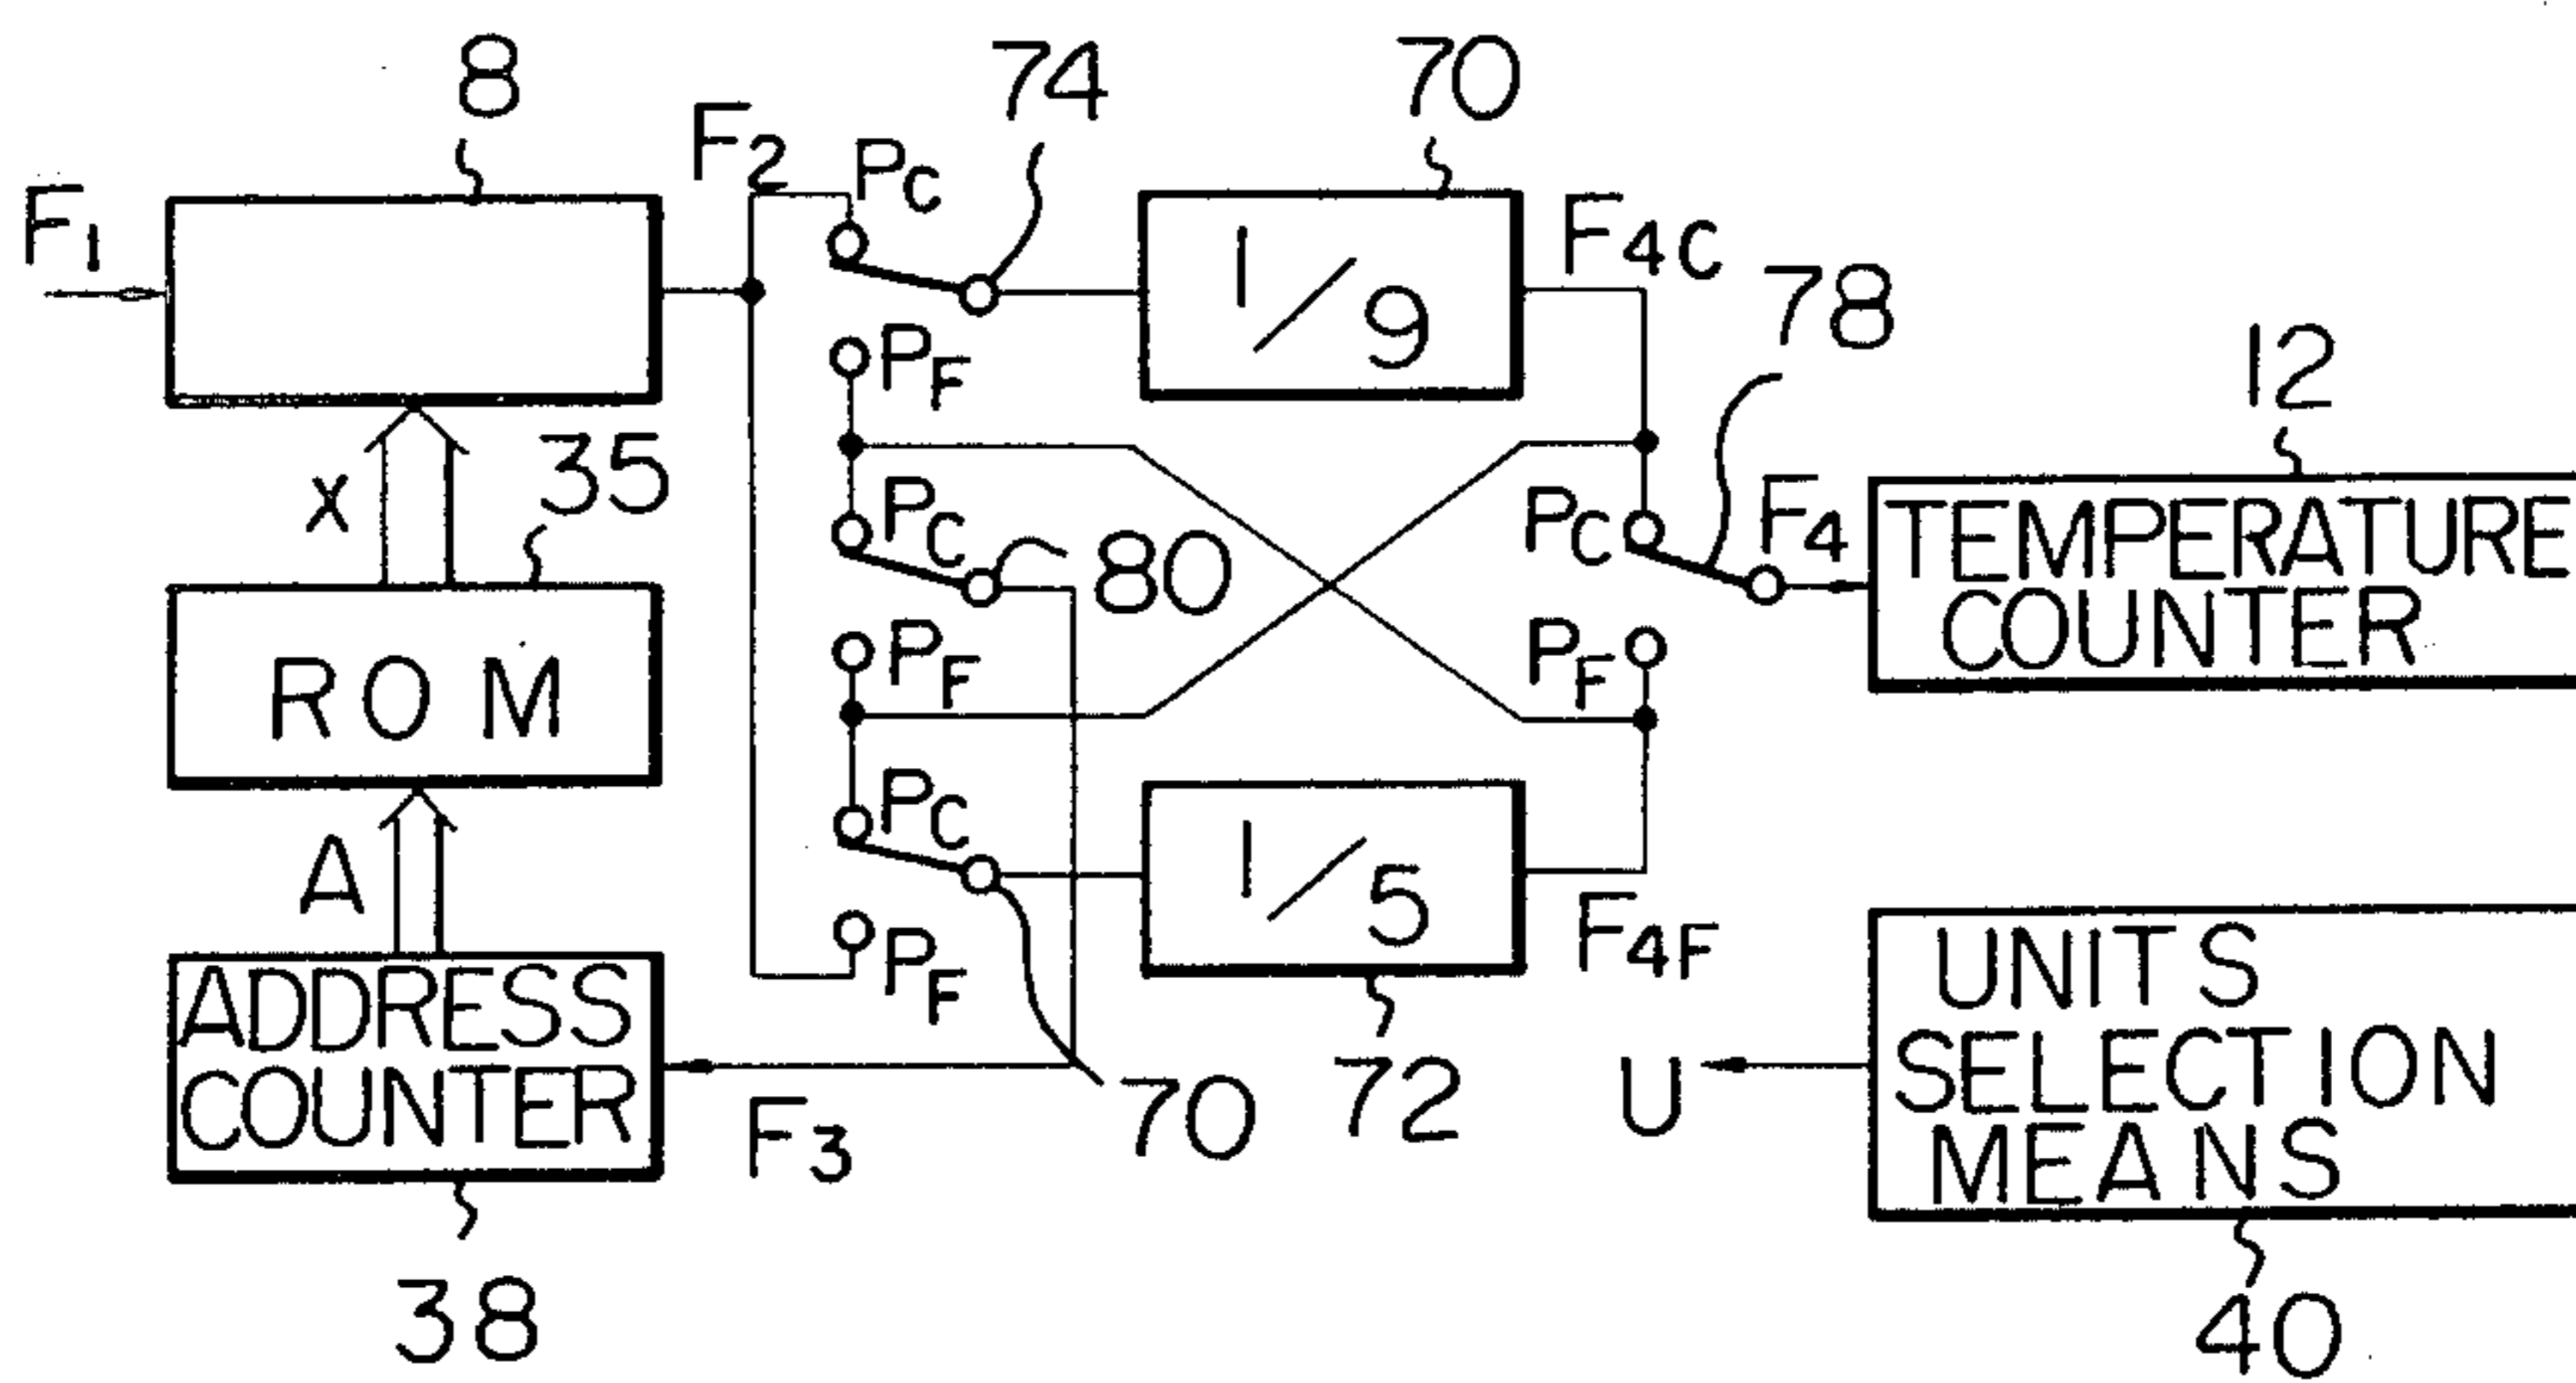 8
74
70
F1
F2
PC
1/9
F4C
78
12
PF
X
35
PC
80
PC
F4
TEMPERATURE
COUNTER
ROM
PF
PF
A
PC
1/5
PF
F4F
UNITS
SELECTION
MEANS
ADDRESS
COUNTER
F3
70
72
U
38
40